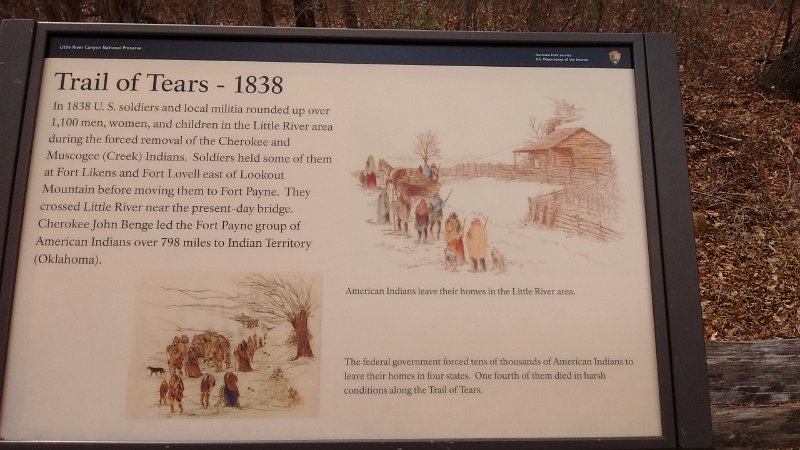 Little River Canyon National Preserve
National Park Service
U.S. Department of the Interior
Trail of Tears - 1838
In 1838 U. S. soldiers and local militia rounded up over
1,100 men, women, and children in the Little River area
during the forced removal of the Cherokee and
Muscogee (Creek) Indians. Soldiers held some of them
at Fort Likens and Fort Lovell east of Lookout
Mountain before moving them to Fort Payne. They
crossed Little River near the present-day bridge.
Cherokee John Benge led the Fort Payne group of
American Indians over 798 miles to Indian Territory
(Oklahoma).
American Indians leave their homes in the Little River area.
The federal government forced tens of thousands of American Indians to
leave their homes in four states. One fourth of them died in harsh
conditions along the Trail of Tears.